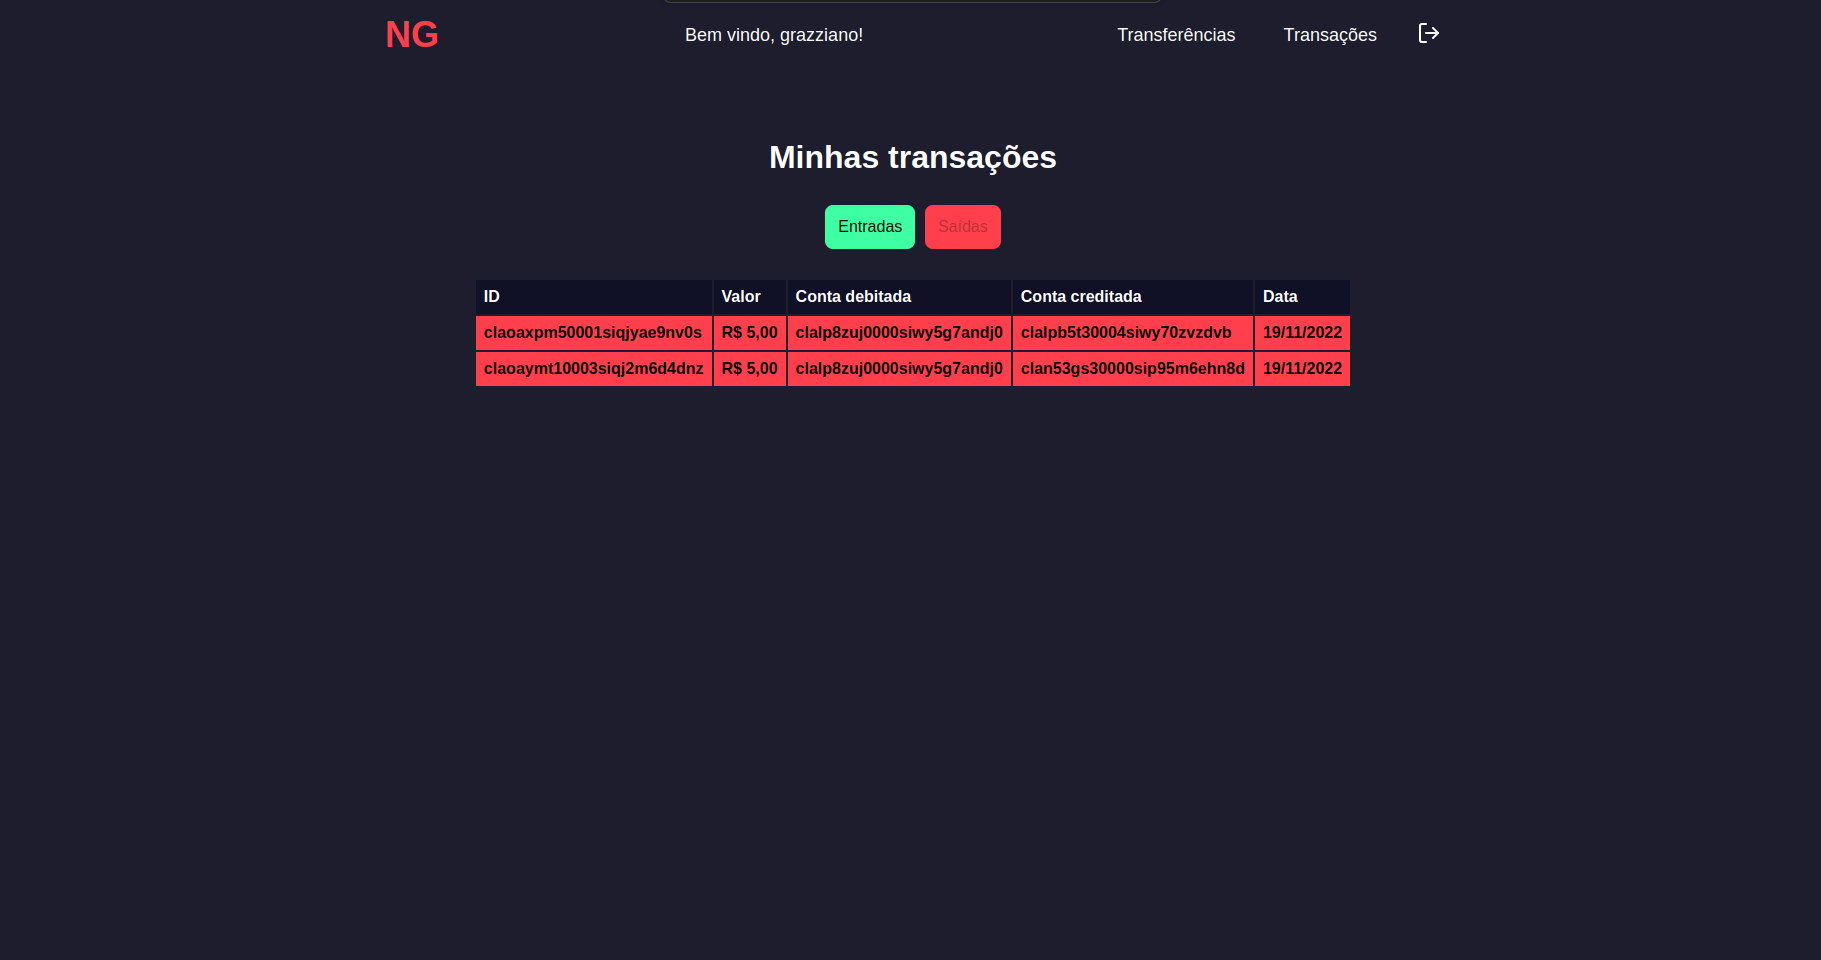 NG Bem vindo, grazziano! Transferências Transações
Minhas transações
Entradas Saídas
ID Valor Conta debitada Conta creditada Data
claoaxpm50001siqjyae9nv0s R$ 5,00 clalp8zuj0000siwy5g7andj0 clalpb5t30004siwy70zvzdvb 19/11/2022
claoaymt10003siqj2m6d4dnz R$ 5,00 clalp8zuj0000siwy5g7andj0 clan53gs30000sip95m6ehn8d 19/11/2022